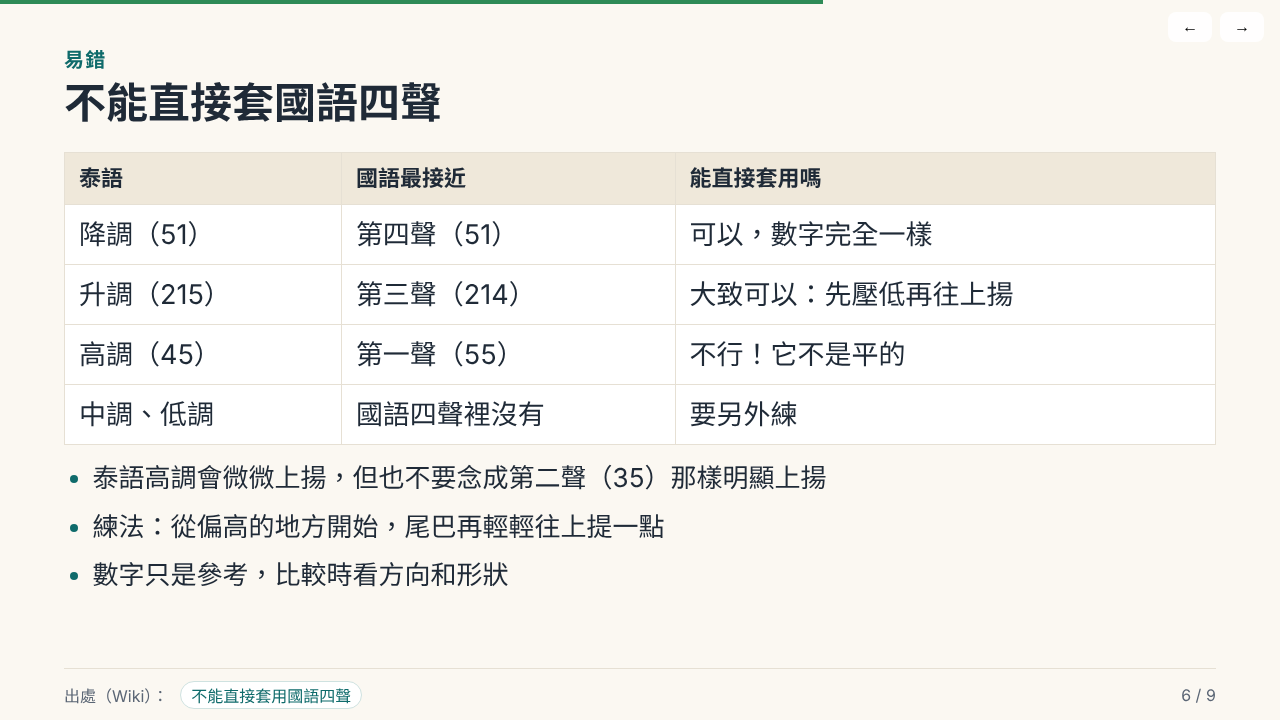 ← →
易錯
不能直接套國語四聲
泰語 國語最接近 能直接套用嗎
降調（51） 第四聲（51） 可以，數字完全一樣
升調（215） 第三聲（214） 大致可以：先壓低再往上揚
高調（45） 第一聲（55） 不行！它不是平的
中調、低調 國語四聲裡沒有 要另外練
• 泰語高調會微微上揚，但也不要念成第二聲（35）那樣明顯上揚
• 練法：從偏高的地方開始，尾巴再輕輕往上提一點
• 數字只是參考，比較時看方向和形狀
出處（Wiki）： 不能直接套用國語四聲 6 / 9